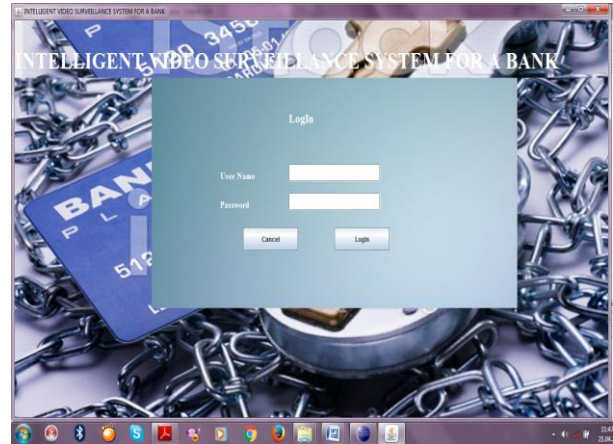 INTELLIGENT VIDEO SURVEILLANCE SYSTEM FOR A BANK
INTELLIGENT VIDEO SURVEILLANCE SYSTEM FOR A BANK
LogIn
User Name
Password
Cancel
Login
BAN
P L A
512